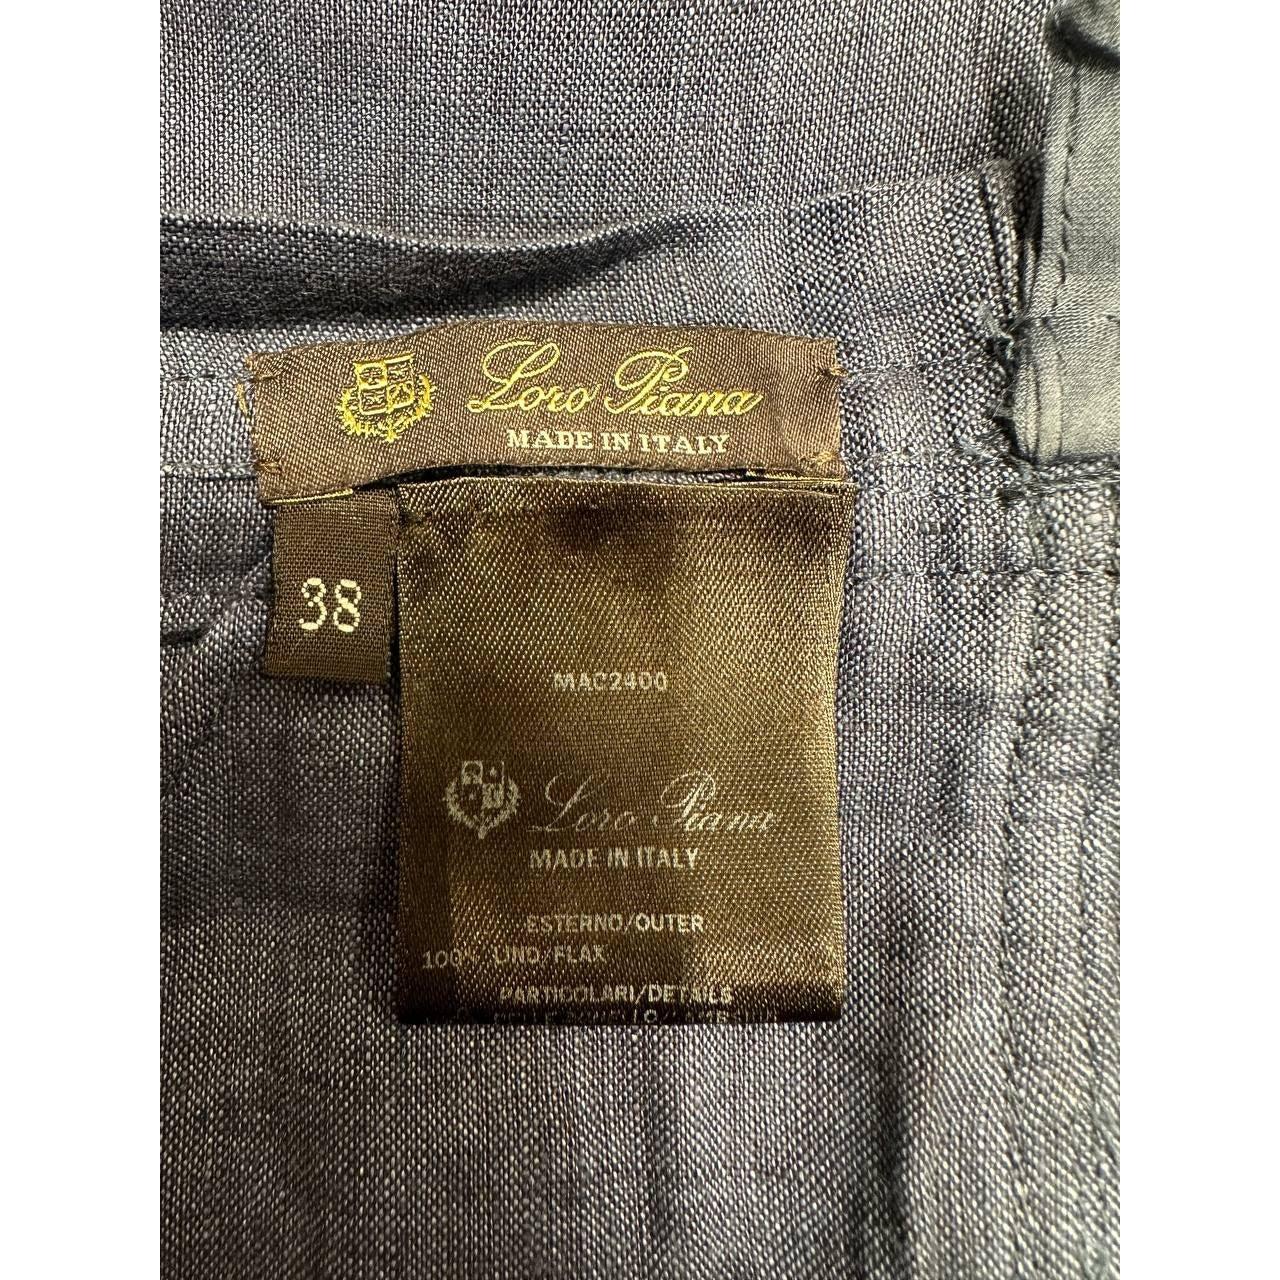 Loro Piana
MADE IN ITALY
38
MAC2400
Loro Piana
MADE IN ITALY
ESTERNO/OUTER
100% LINO/FLAX
PARTICOLARI/DETAILS